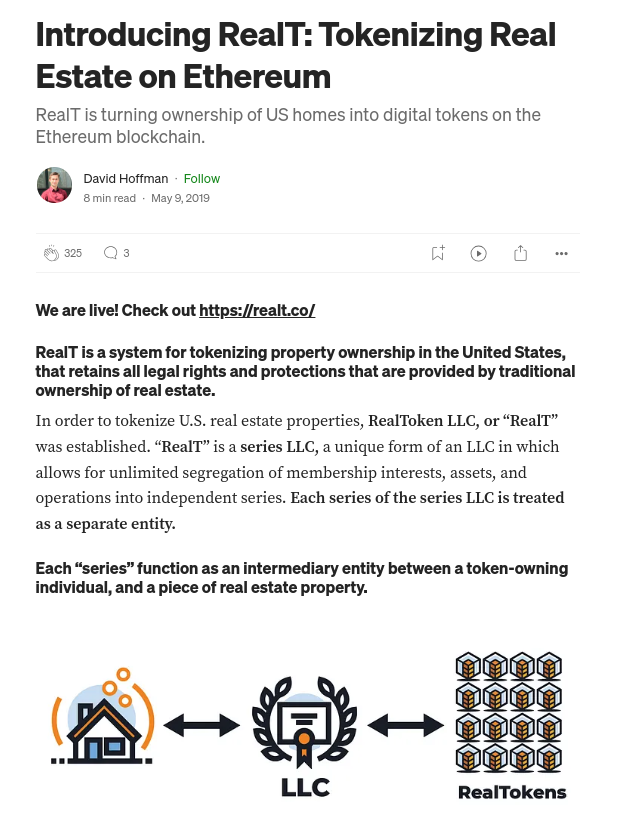 Introducing RealT: Tokenizing Real
Estate on Ethereum
RealT is turning ownership of US homes into digital tokens on the
Ethereum blockchain.
David Hoffman · Follow
8 min read · May 9, 2019
325 3
We are live! Check out https://realt.co/
RealT is a system for tokenizing property ownership in the United States,
that retains all legal rights and protections that are provided by traditional
ownership of real estate.
In order to tokenize U.S. real estate properties, RealToken LLC, or “RealT”
was established. “RealT” is a series LLC, a unique form of an LLC in which
allows for unlimited segregation of membership interests, assets, and
operations into independent series. Each series of the series LLC is treated
as a separate entity.
Each “series” function as an intermediary entity between a token-owning
individual, and a piece of real estate property.
LLC
RealTokens